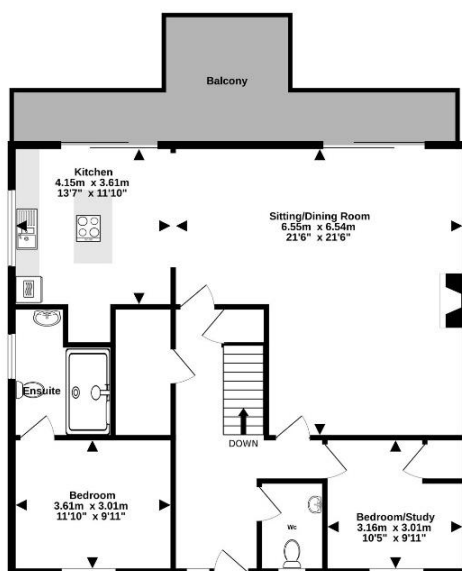 Balcony
Kitchen
4.15m x 3.61m
13'7" x 11'10"
Sitting/Dining Room
6.55m x 6.54m
21'6" x 21'6"
Ensuite
DOWN
Bedroom
3.61m x 3.01m
11'10" x 9'11"
Wc
Bedroom/Study
3.16m x 3.01m
10'5" x 9'11"